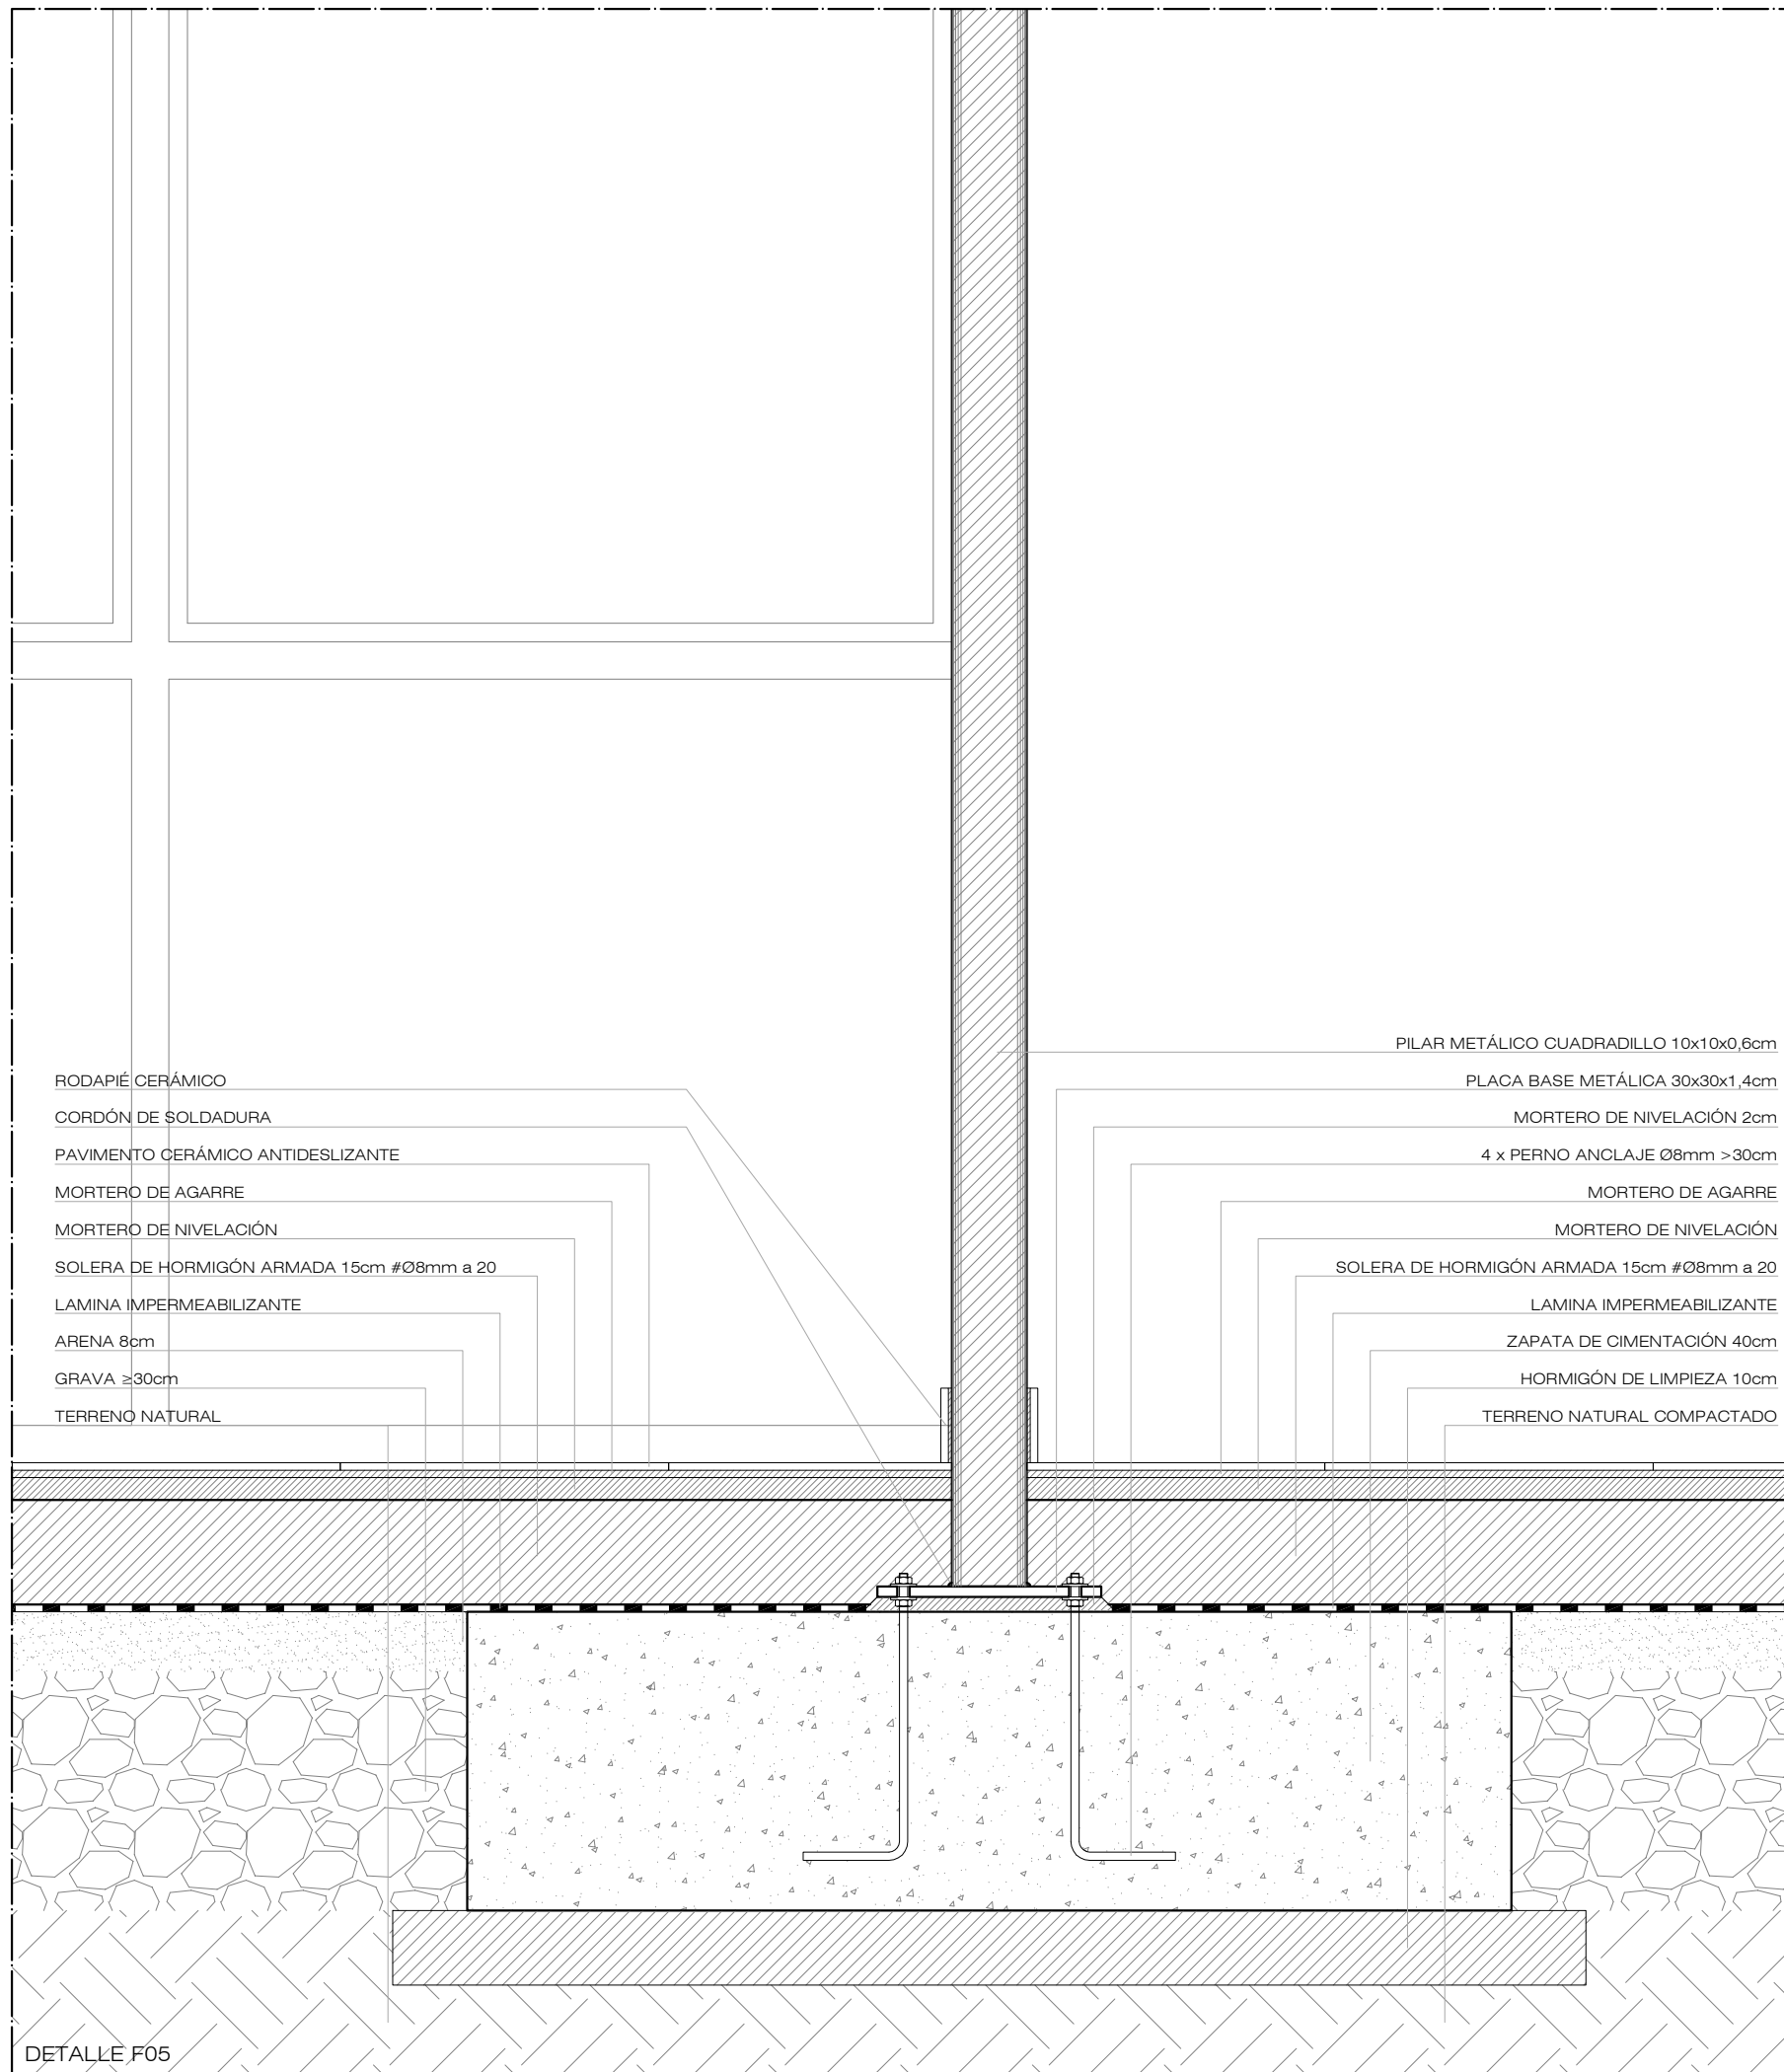 RODAPIÉ CERÁMICO
CORDÓN DE SOLDADURA
PAVIMENTO CERÁMICO ANTIDESLIZANTE
MORTERO DE AGARRE
MORTERO DE NIVELACIÓN
SOLERA DE HORMIGÓN ARMADA 15cm #Ø8mm a 20
LAMINA IMPERMEABILIZANTE
ARENA 8cm
GRAVA ≥30cm
TERRENO NATURAL
PILAR METÁLICO CUADRADILLO 10x10x0,6cm
PLACA BASE METÁLICA 30x30x1,4cm
MORTERO DE NIVELACIÓN 2cm
4 x PERNO ANCLAJE Ø8mm >30cm
MORTERO DE AGARRE
MORTERO DE NIVELACIÓN
SOLERA DE HORMIGÓN ARMADA 15cm #Ø8mm a 20
LAMINA IMPERMEABILIZANTE
ZAPATA DE CIMENTACIÓN 40cm
HORMIGÓN DE LIMPIEZA 10cm
TERRENO NATURAL COMPACTADO
DETALLE F05